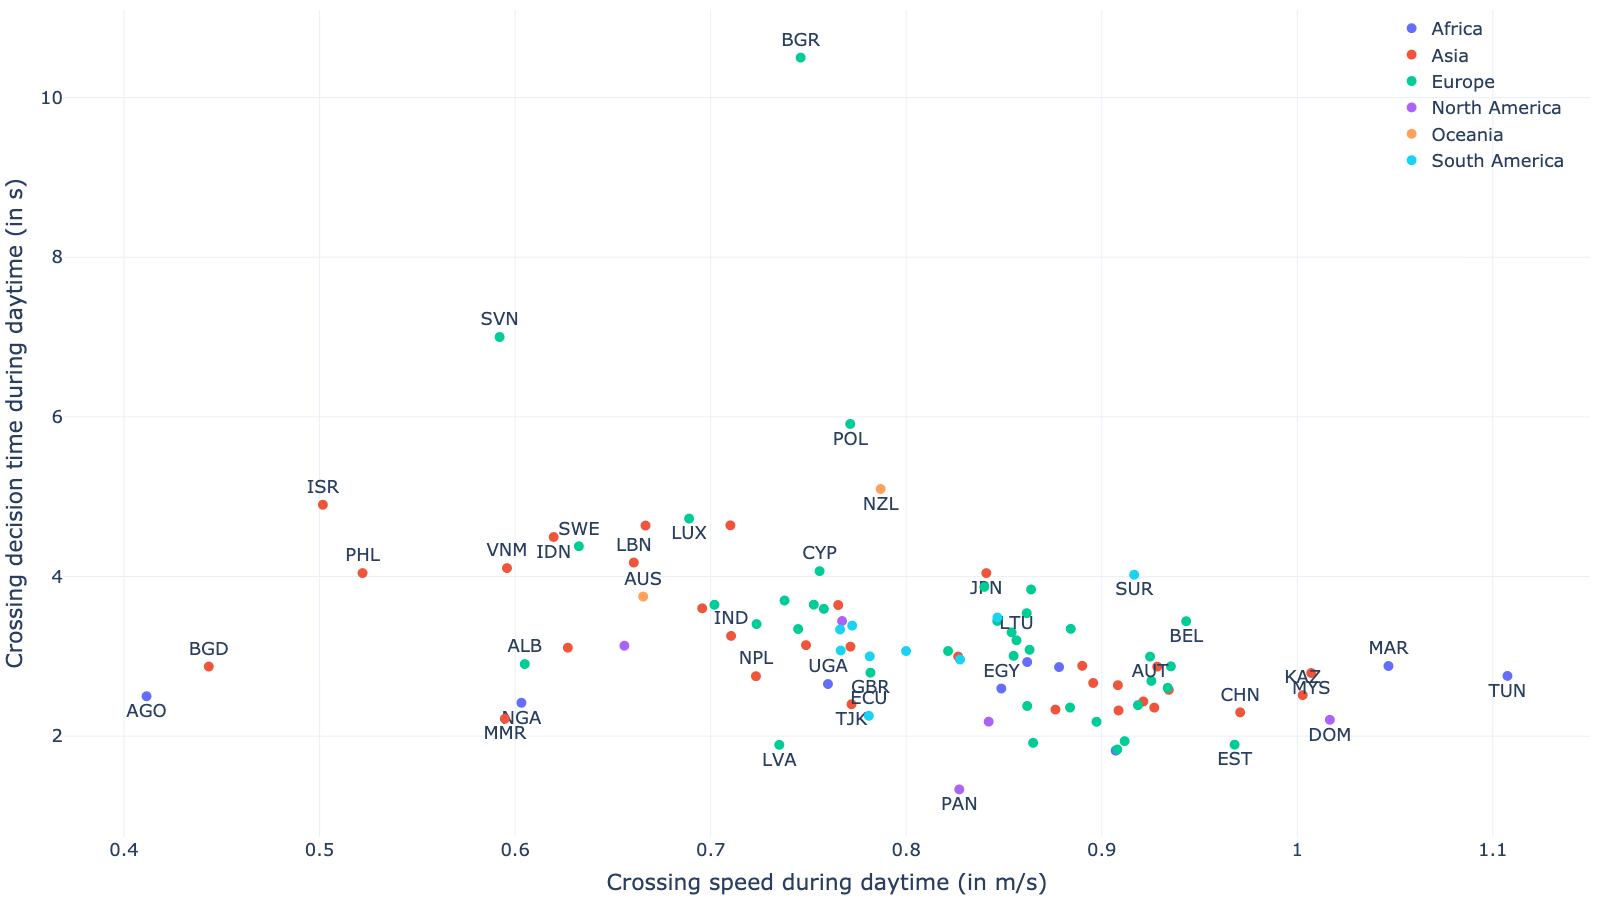 BGR
Africa
Asia
Europe
North America
Oceania
South America
10
8
SVN
6
POL
ISR
NZL
SWE
LUX
VNM
IDN
LBN
CYP
PHL
4
AUS
JPN
SUR
IND
LTU
BEL
BGD
ALB
NPL
UGA
EGY
AUT
KAZ
MAR
AGO
NGA
GBR
ECU
CHN
MYS
TUN
MMR
TJK
DOM
2
LVA
EST
PAN
0.4
0.5
0.6
0.7
0.8
0.9
1
1.1
Crossing speed during daytime (in m/s)
Crossing decision time during daytime (in s)